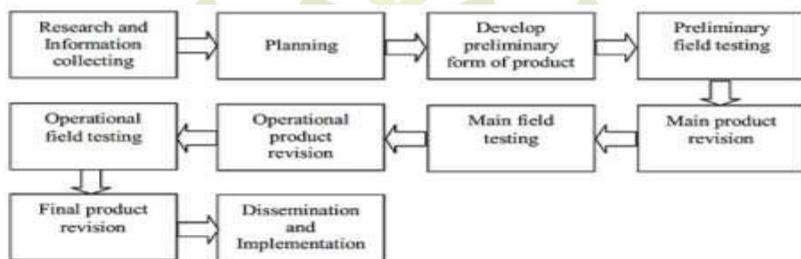 Research and
Information
collecting
Planning
Develop
preliminary
form of product
Preliminary
field testing
Main product
revision
Main field
testing
Operational
product
revision
Operational
field testing
Final product
revision
Dissemination
and
Implementation